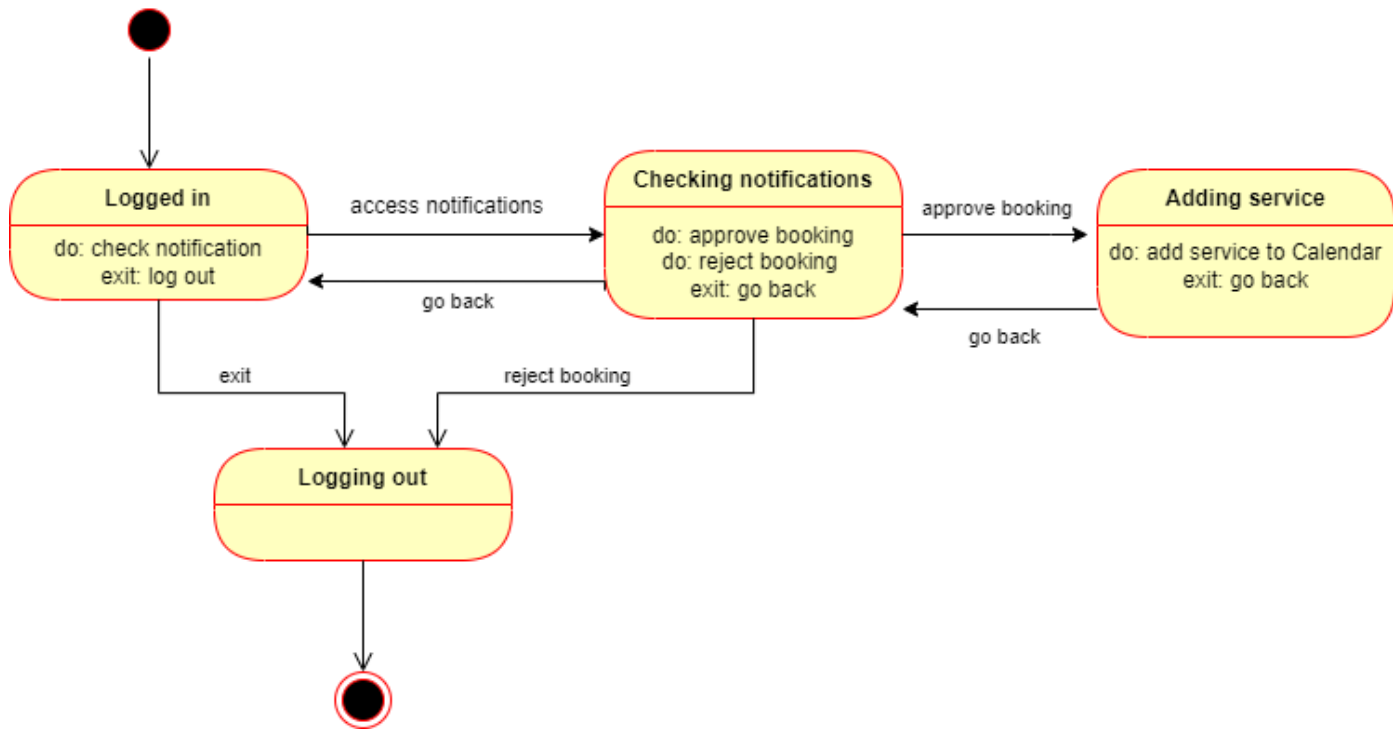 Logged in
do: check notification
exit: log out
access notifications
go back
Checking notifications
do: approve booking
do: reject booking
exit: go back
approve booking
go back
Adding service
do: add service to Calendar
exit: go back
exit
reject booking
Logging out